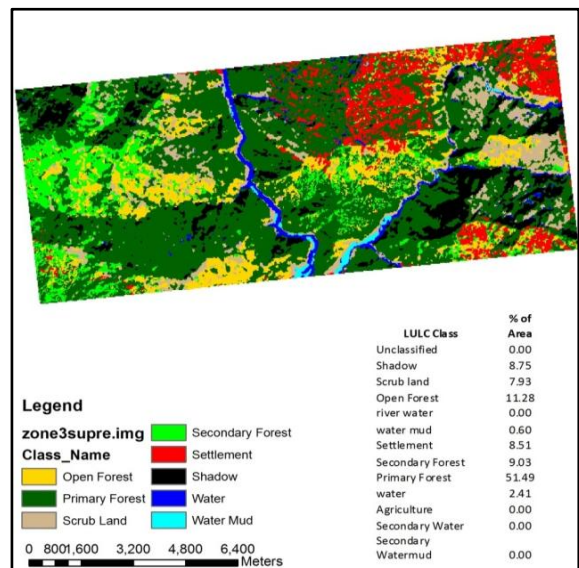 % of
LULC Class Area
Unclassified 0.00
Shadow 8.75
Scrub land 7.93
Open Forest 11.28
river water 0.00
water mud 0.60
Settlement 8.51
Secondary Forest 9.03
Primary Forest 51.49
water 2.41
Agriculture 0.00
Secondary Water 0.00
Secondary
Watermud 0.00
Legend
zone3supre.img
Class_Name
Open Forest
Primary Forest
Scrub Land
Secondary Forest
Settlement
Shadow
Water
Water Mud
0 8001,600 3,200 4,800 6,400
Meters